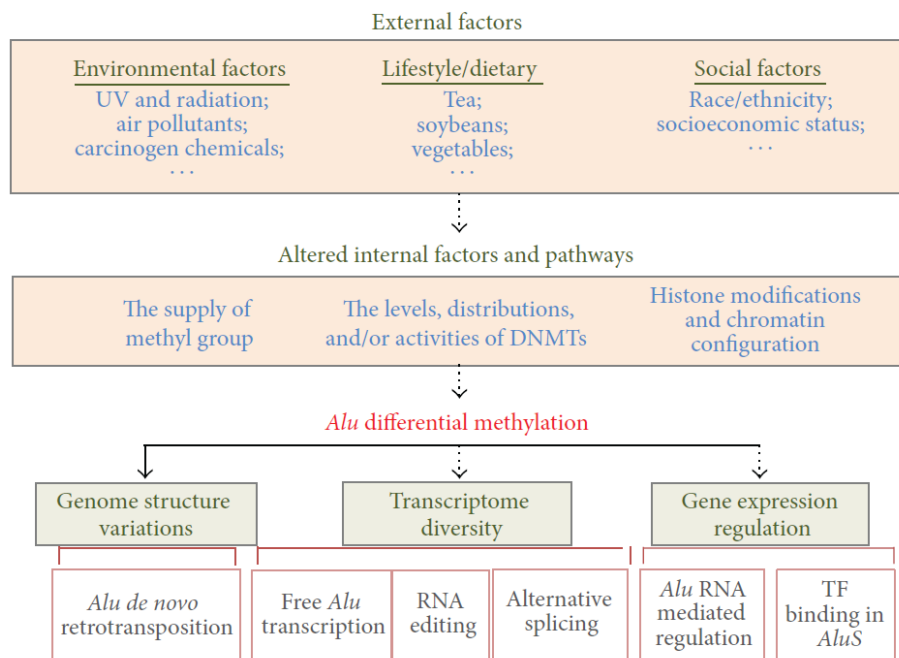 External factors
Environmental factors
UV and radiation;
air pollutants;
carcinogen chemicals;
...
Lifestyle/dietary
Tea;
soybeans;
vegetables;
...
Social factors
Race/ethnicity;
socioeconomic status;
...
Altered internal factors and pathways
The supply of
methyl group
The levels, distributions,
and/or activities of DNMTs
Histone modifications
and chromatin
configuration
Alu differential methylation
Genome structure
variations
Transcriptome
diversity
Gene expression
regulation
Alu de novo
retrotransposition
Free Alu
transcription
RNA
editing
Alternative
splicing
Alu RNA
mediated
regulation
TF
binding in
AluS